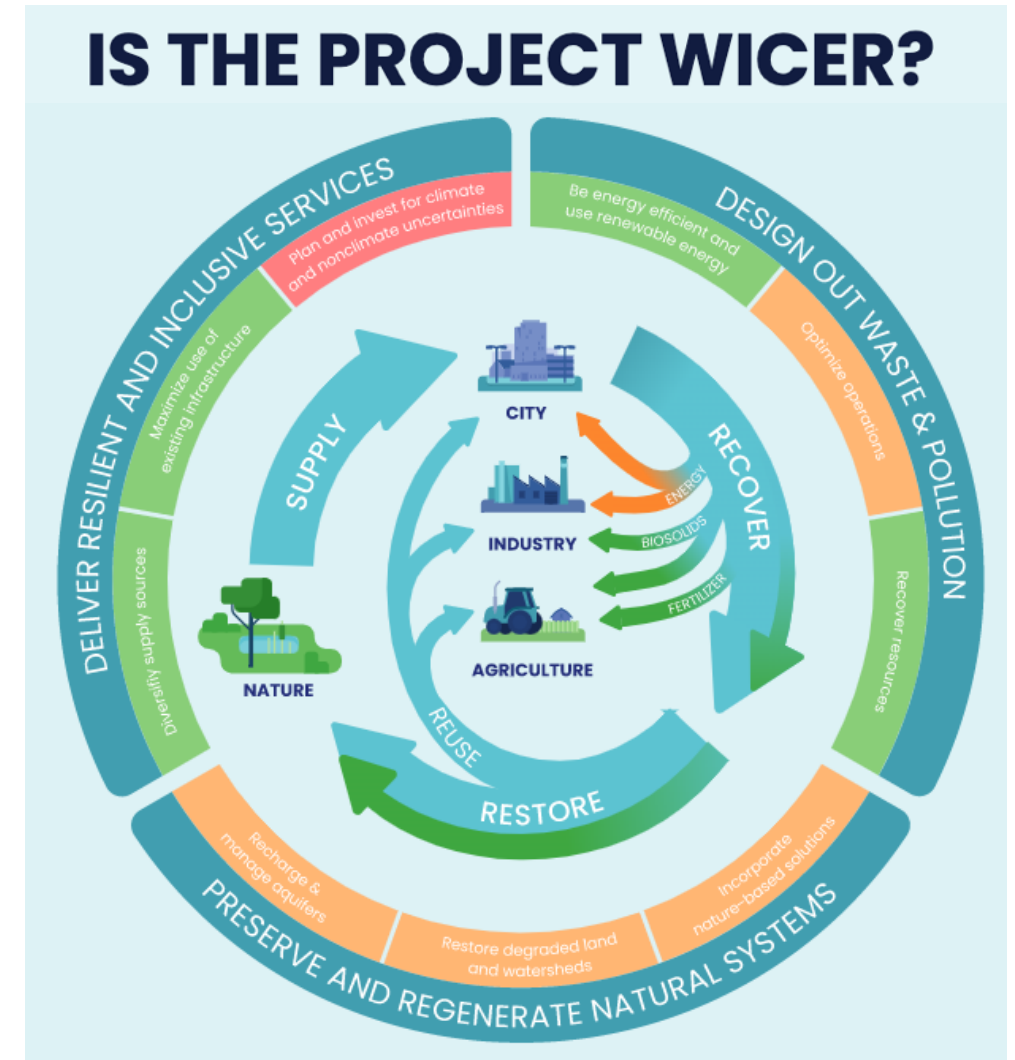 IS THE PROJECT WICER?
DELIVER RESILIENT AND INCLUSIVE SERVICES
Plan and invest for climate
and nonclimate uncertainties
Maximize use of
existing infrastructure
Diversify supply sources
DESIGN OUT WASTE & POLLUTION
Be energy efficient and
use renewable energy
Optimize operations
Recover resources
PRESERVE AND REGENERATE NATURAL SYSTEMS
Recharge &
manage aquifers
Restore degraded land
and watersheds
Incorporate
nature-based solutions
SUPPLY
CITY
RECOVER
ENERGY
INDUSTRY
BIOSOLIDS
FERTILIZER
AGRICULTURE
NATURE
REUSE
RESTORE